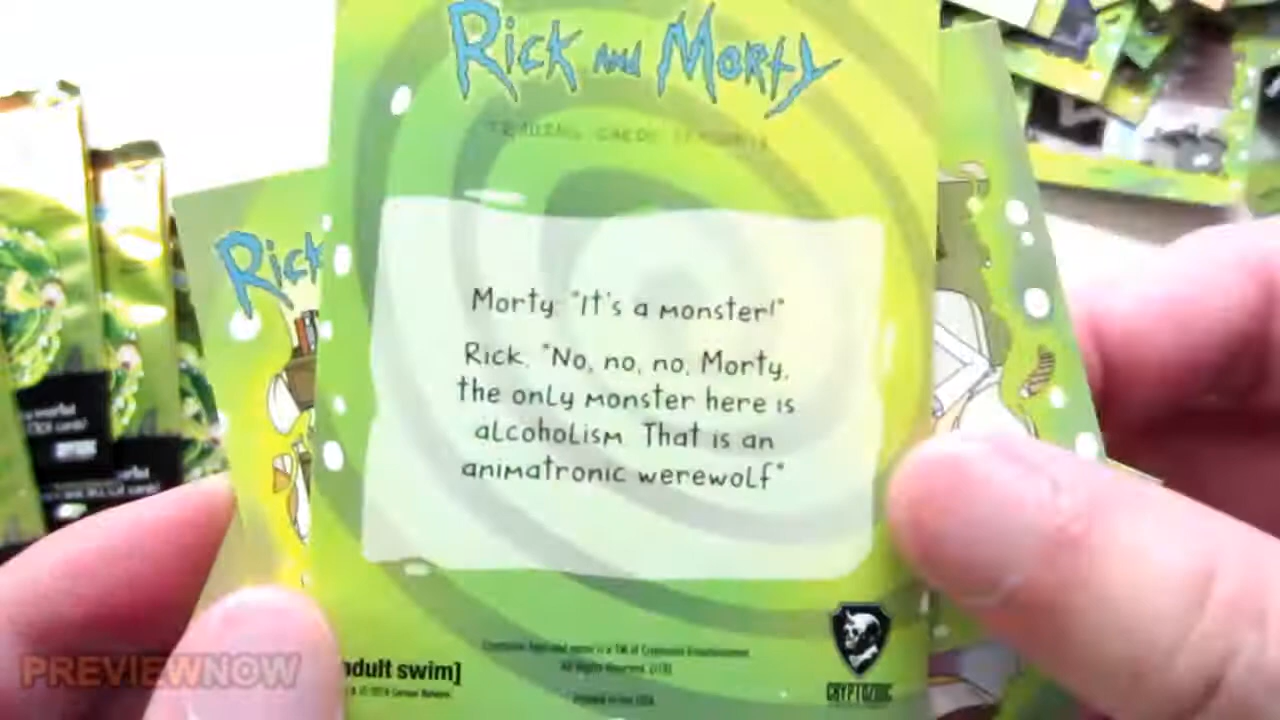 Rick and Morty
Rick
Morty: "It's a monster!"
Rick. "No, no, no, Morty,
the only monster here is
alcoholism. That is an
animatronic werewolf"
adult swim]
CRYPTOZOIC
PREVIEWNOW